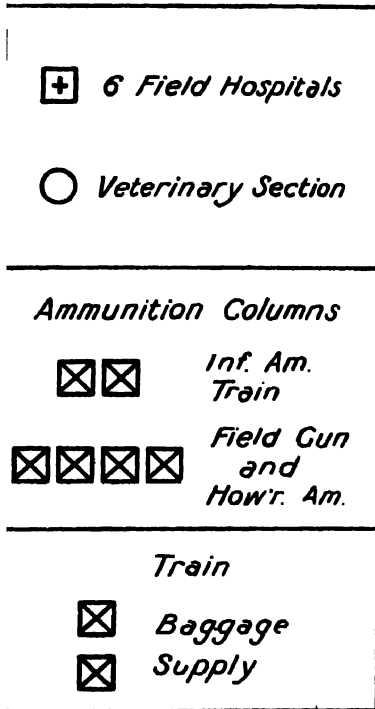 6 Field Hospitals
Veterinary Section
Ammunition Columns
Inf. Am.
Train
Field Gun
and
How'r. Am.
Train
Baggage
Supply